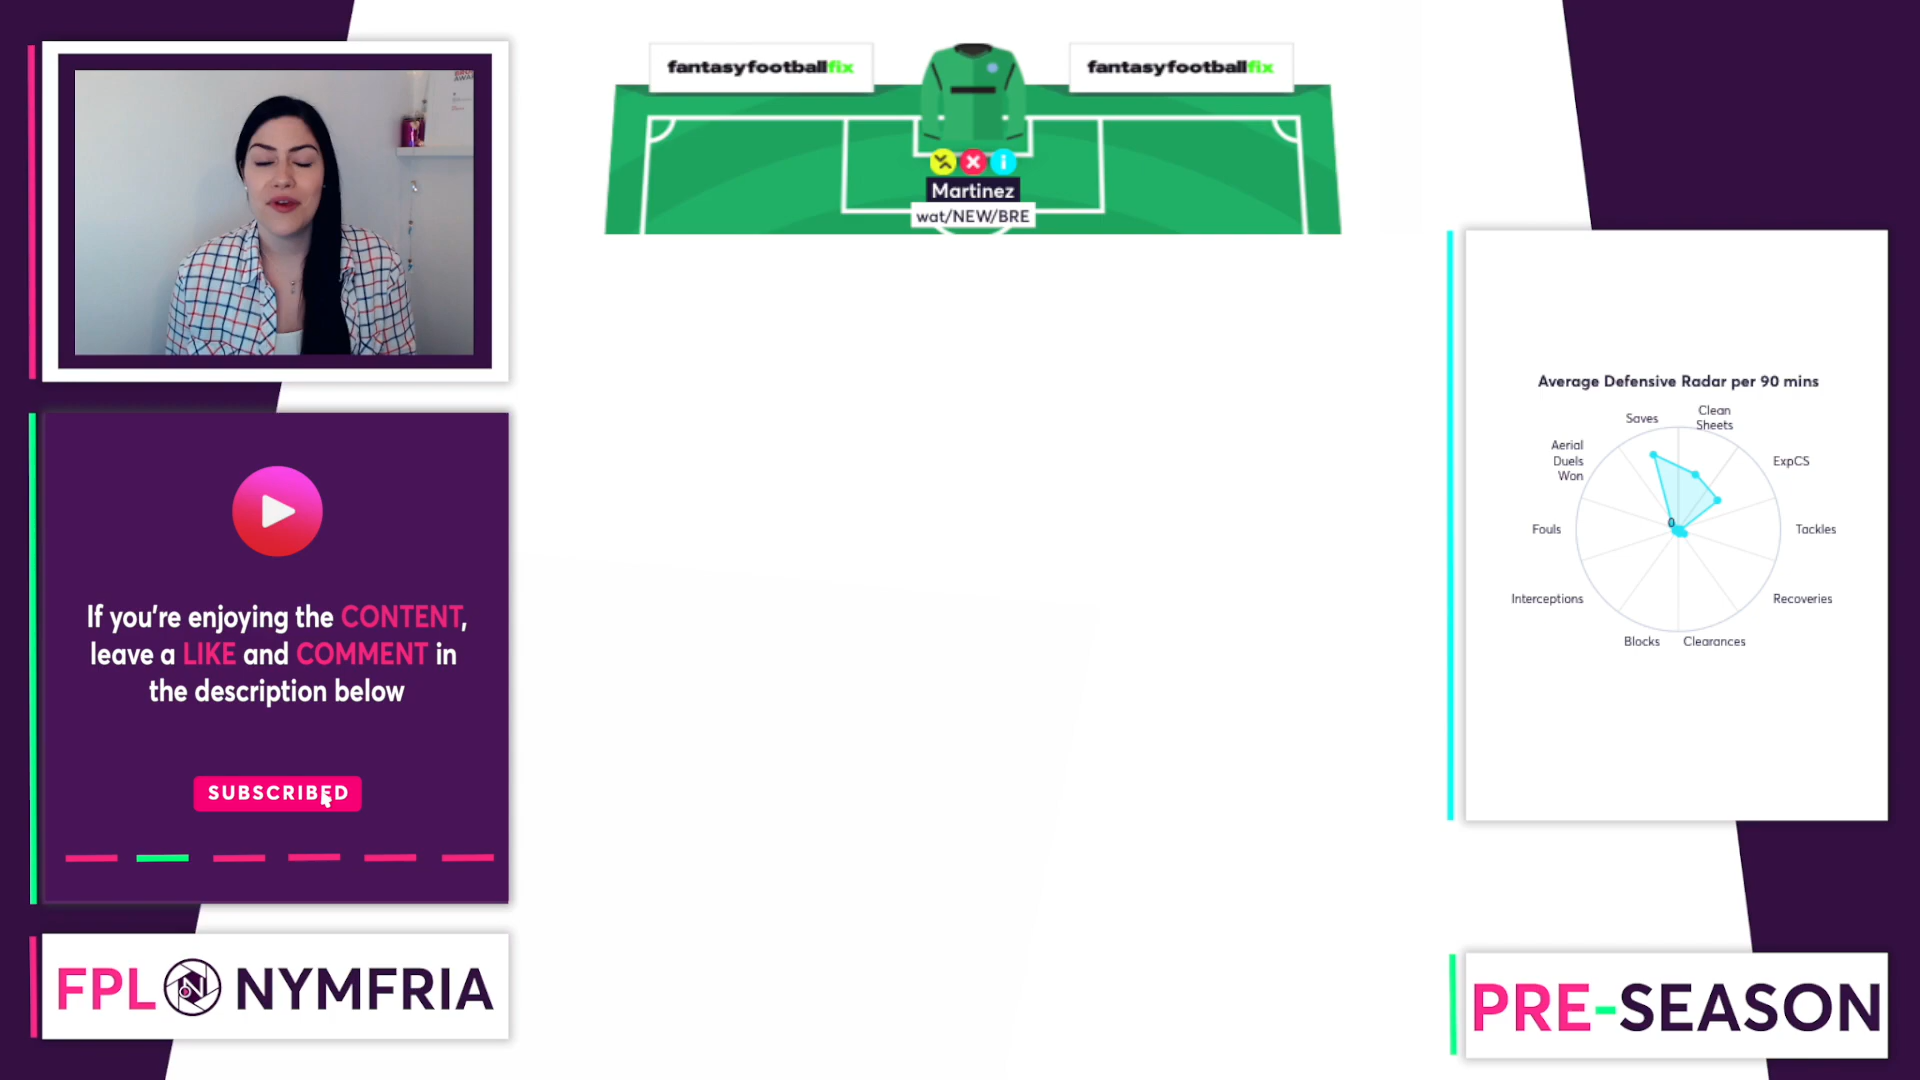 fantasyfootballfix
fantasyfootballfix
Martinez
wat/NEW/BRE
If you're enjoying the CONTENT,
leave a LIKE and COMMENT in
the description below
SUBSCRIBED
FPL N NYMFRIA
Average Defensive Radar per 90 mins
Saves
Clean
Sheets
Aerial
Duels
Won
ExpCS
0
Fouls
Tackles
Interceptions
Recoveries
Blocks
Clearances
PRE-SEASON